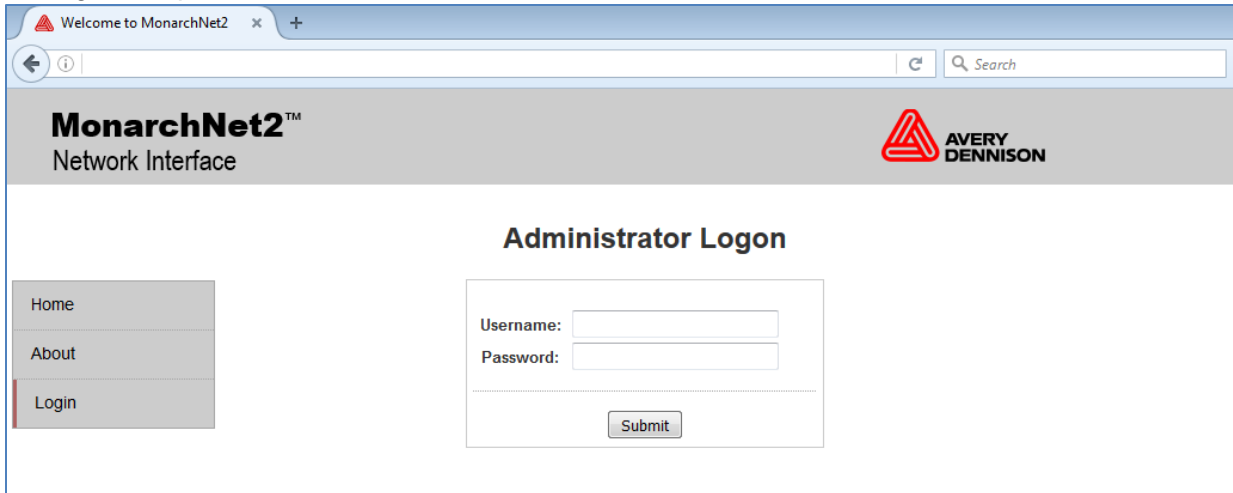 Welcome to MonarchNet2 × +
Search
MonarchNet2™
Network Interface
AVERY
DENNISON
Administrator Logon
Home
About
Login
Username:
Password:
Submit